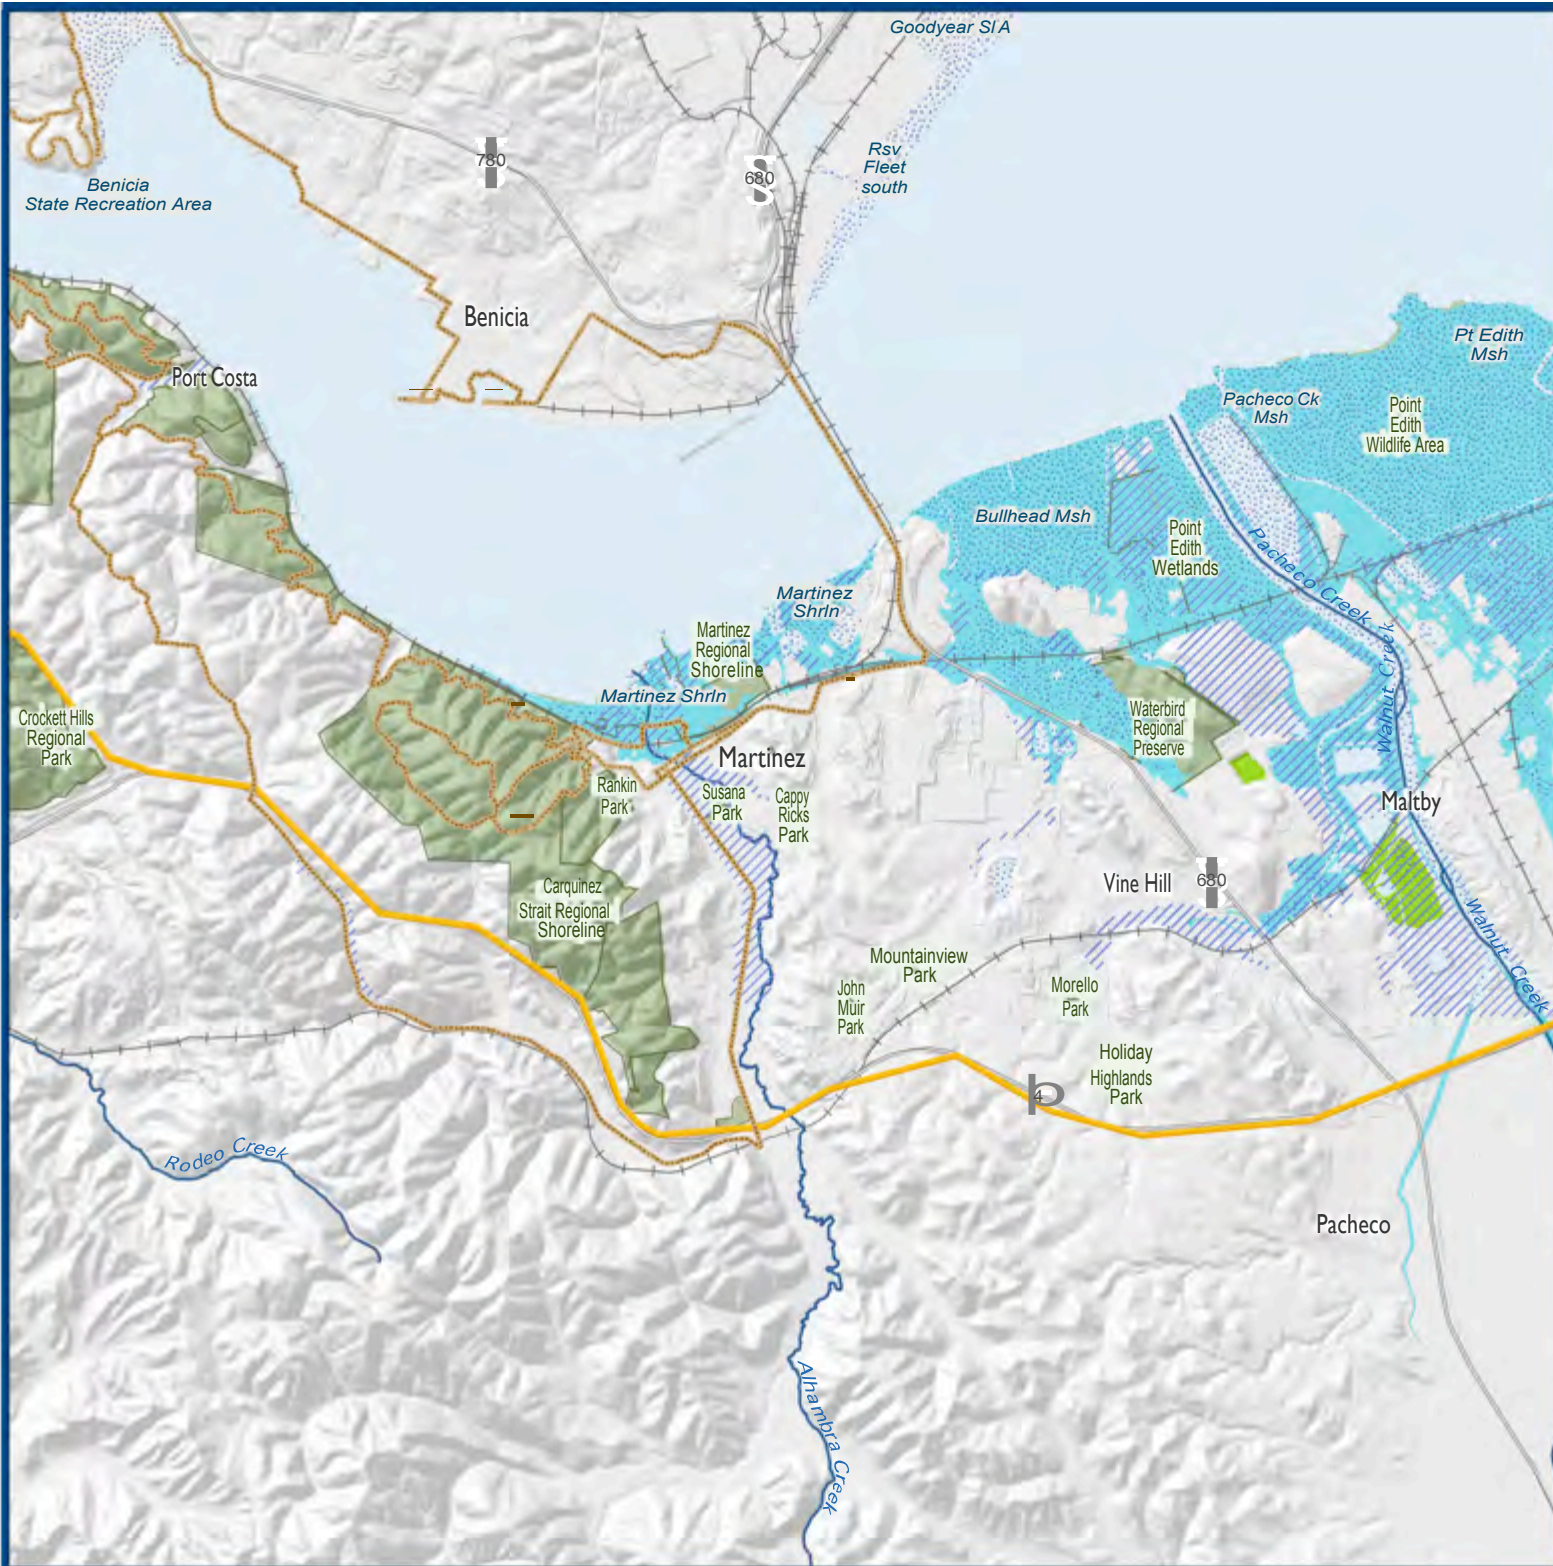 Goodyear Sl A
Rsv
Fleet
south
780
680
Benicia
State Recreation Area
Benicia
Port Costa
Pt Edith
Msh
Pacheco Ck
Msh
Point
Edith
Wildlife Area
Bullhead Msh
Point
Edith
Wetlands
Pacheco Creek
Martinez
Shrln
Martinez
Regional
Shoreline
Walnut Creek
Martinez Shrln
Crockett Hills
Regional
Park
Waterbird
Regional
Preserve
Martinez
Rankin
Park
Susana
Park
Cappy
Ricks
Park
Maltby
Vine Hill
680
Carquinez
Strait Regional
Shoreline
Walnut Creek
Mountainview
Park
John
Muir
Park
Morello
Park
Holiday
Highlands
Park
4
Rodeo Creek
Pacheco
Alhambra Creek